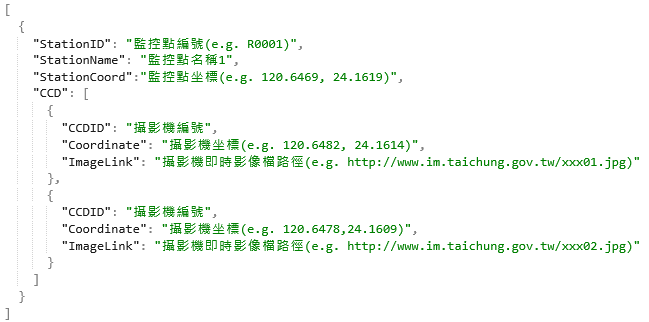 [
{
"StationID": "監控點編號(e.g. R0001)",
"StationName": "監控點名稱1",
"StationCoord":"監控點坐標(e.g. 120.6469, 24.1619)",
"CCD": [
{
"CCDID": "攝影機編號",
"Coordinate": "攝影機坐標(e.g. 120.6482, 24.1614)",
"ImageLink": "攝影機即時影像檔路徑(e.g. http://www.im.taichung.gov.tw/xxx01.jpg)"
},
{
"CCDID": "攝影機編號",
"Coordinate": "攝影機坐標(e.g. 120.6478,24.1609)",
"ImageLink": "攝影機即時影像檔路徑(e.g. http://www.im.taichung.gov.tw/xxx02.jpg)"
}
]
}
]